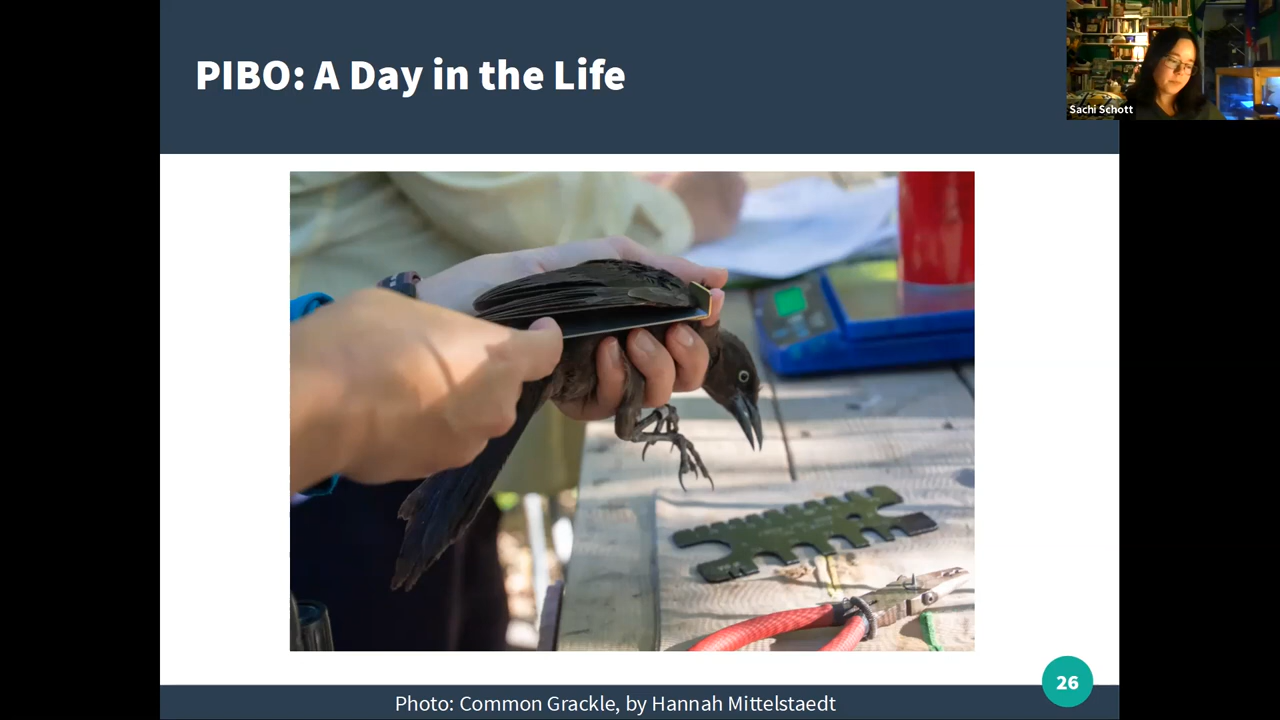 PIBO: A Day in the Life
Sachi Schott
26
Photo: Common Grackle, by Hannah Mittelstaedt